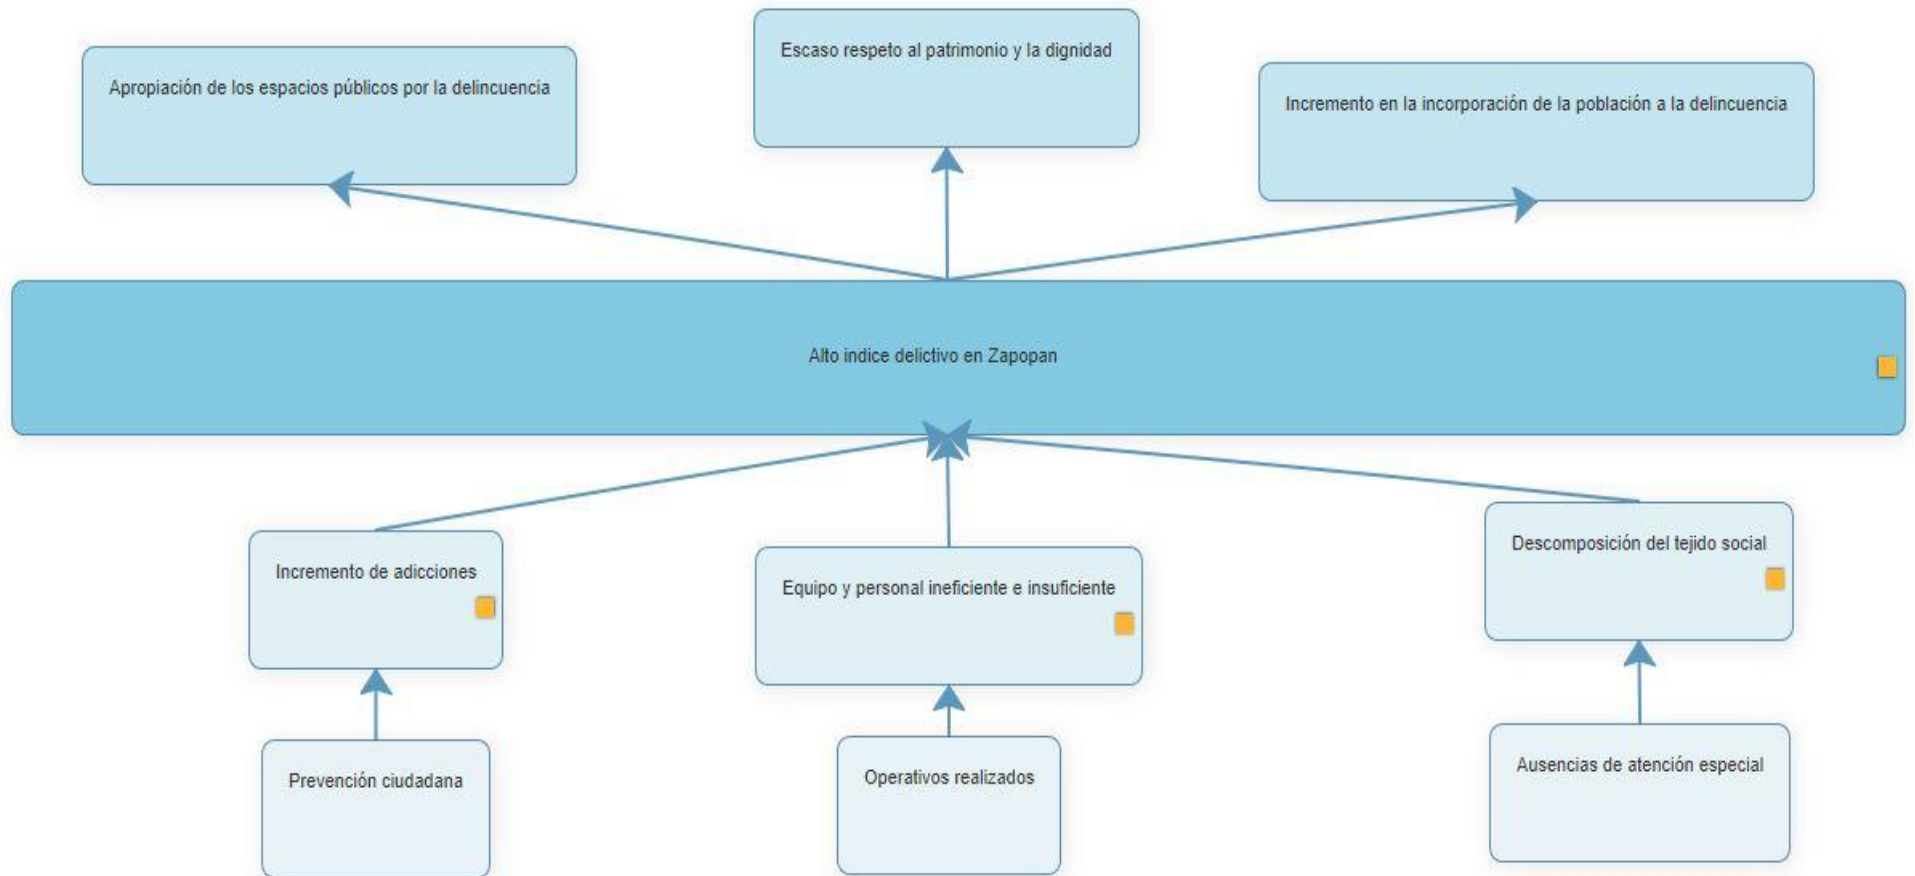 Apropiación de los espacios públicos por la delincuencia
Escaso respeto al patrimonio y la dignidad
Incremento en la incorporación de la población a la delincuencia
Alto indice delictivo en Zapopan
Incremento de adicciones
Equipo y personal ineficiente e insuficiente
Descomposición del tejido social
Prevención ciudadana
Operativos realizados
Ausencias de atención especial